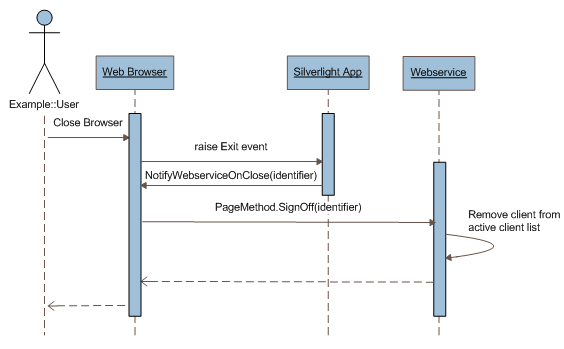 Web Browser
Silverlight App
Webservice
Example::User
Close Browser
raise Exit event
NotifyWebserviceOnClose(identifier)
PageMethod.SignOff(identifier)
Remove client from
active client list